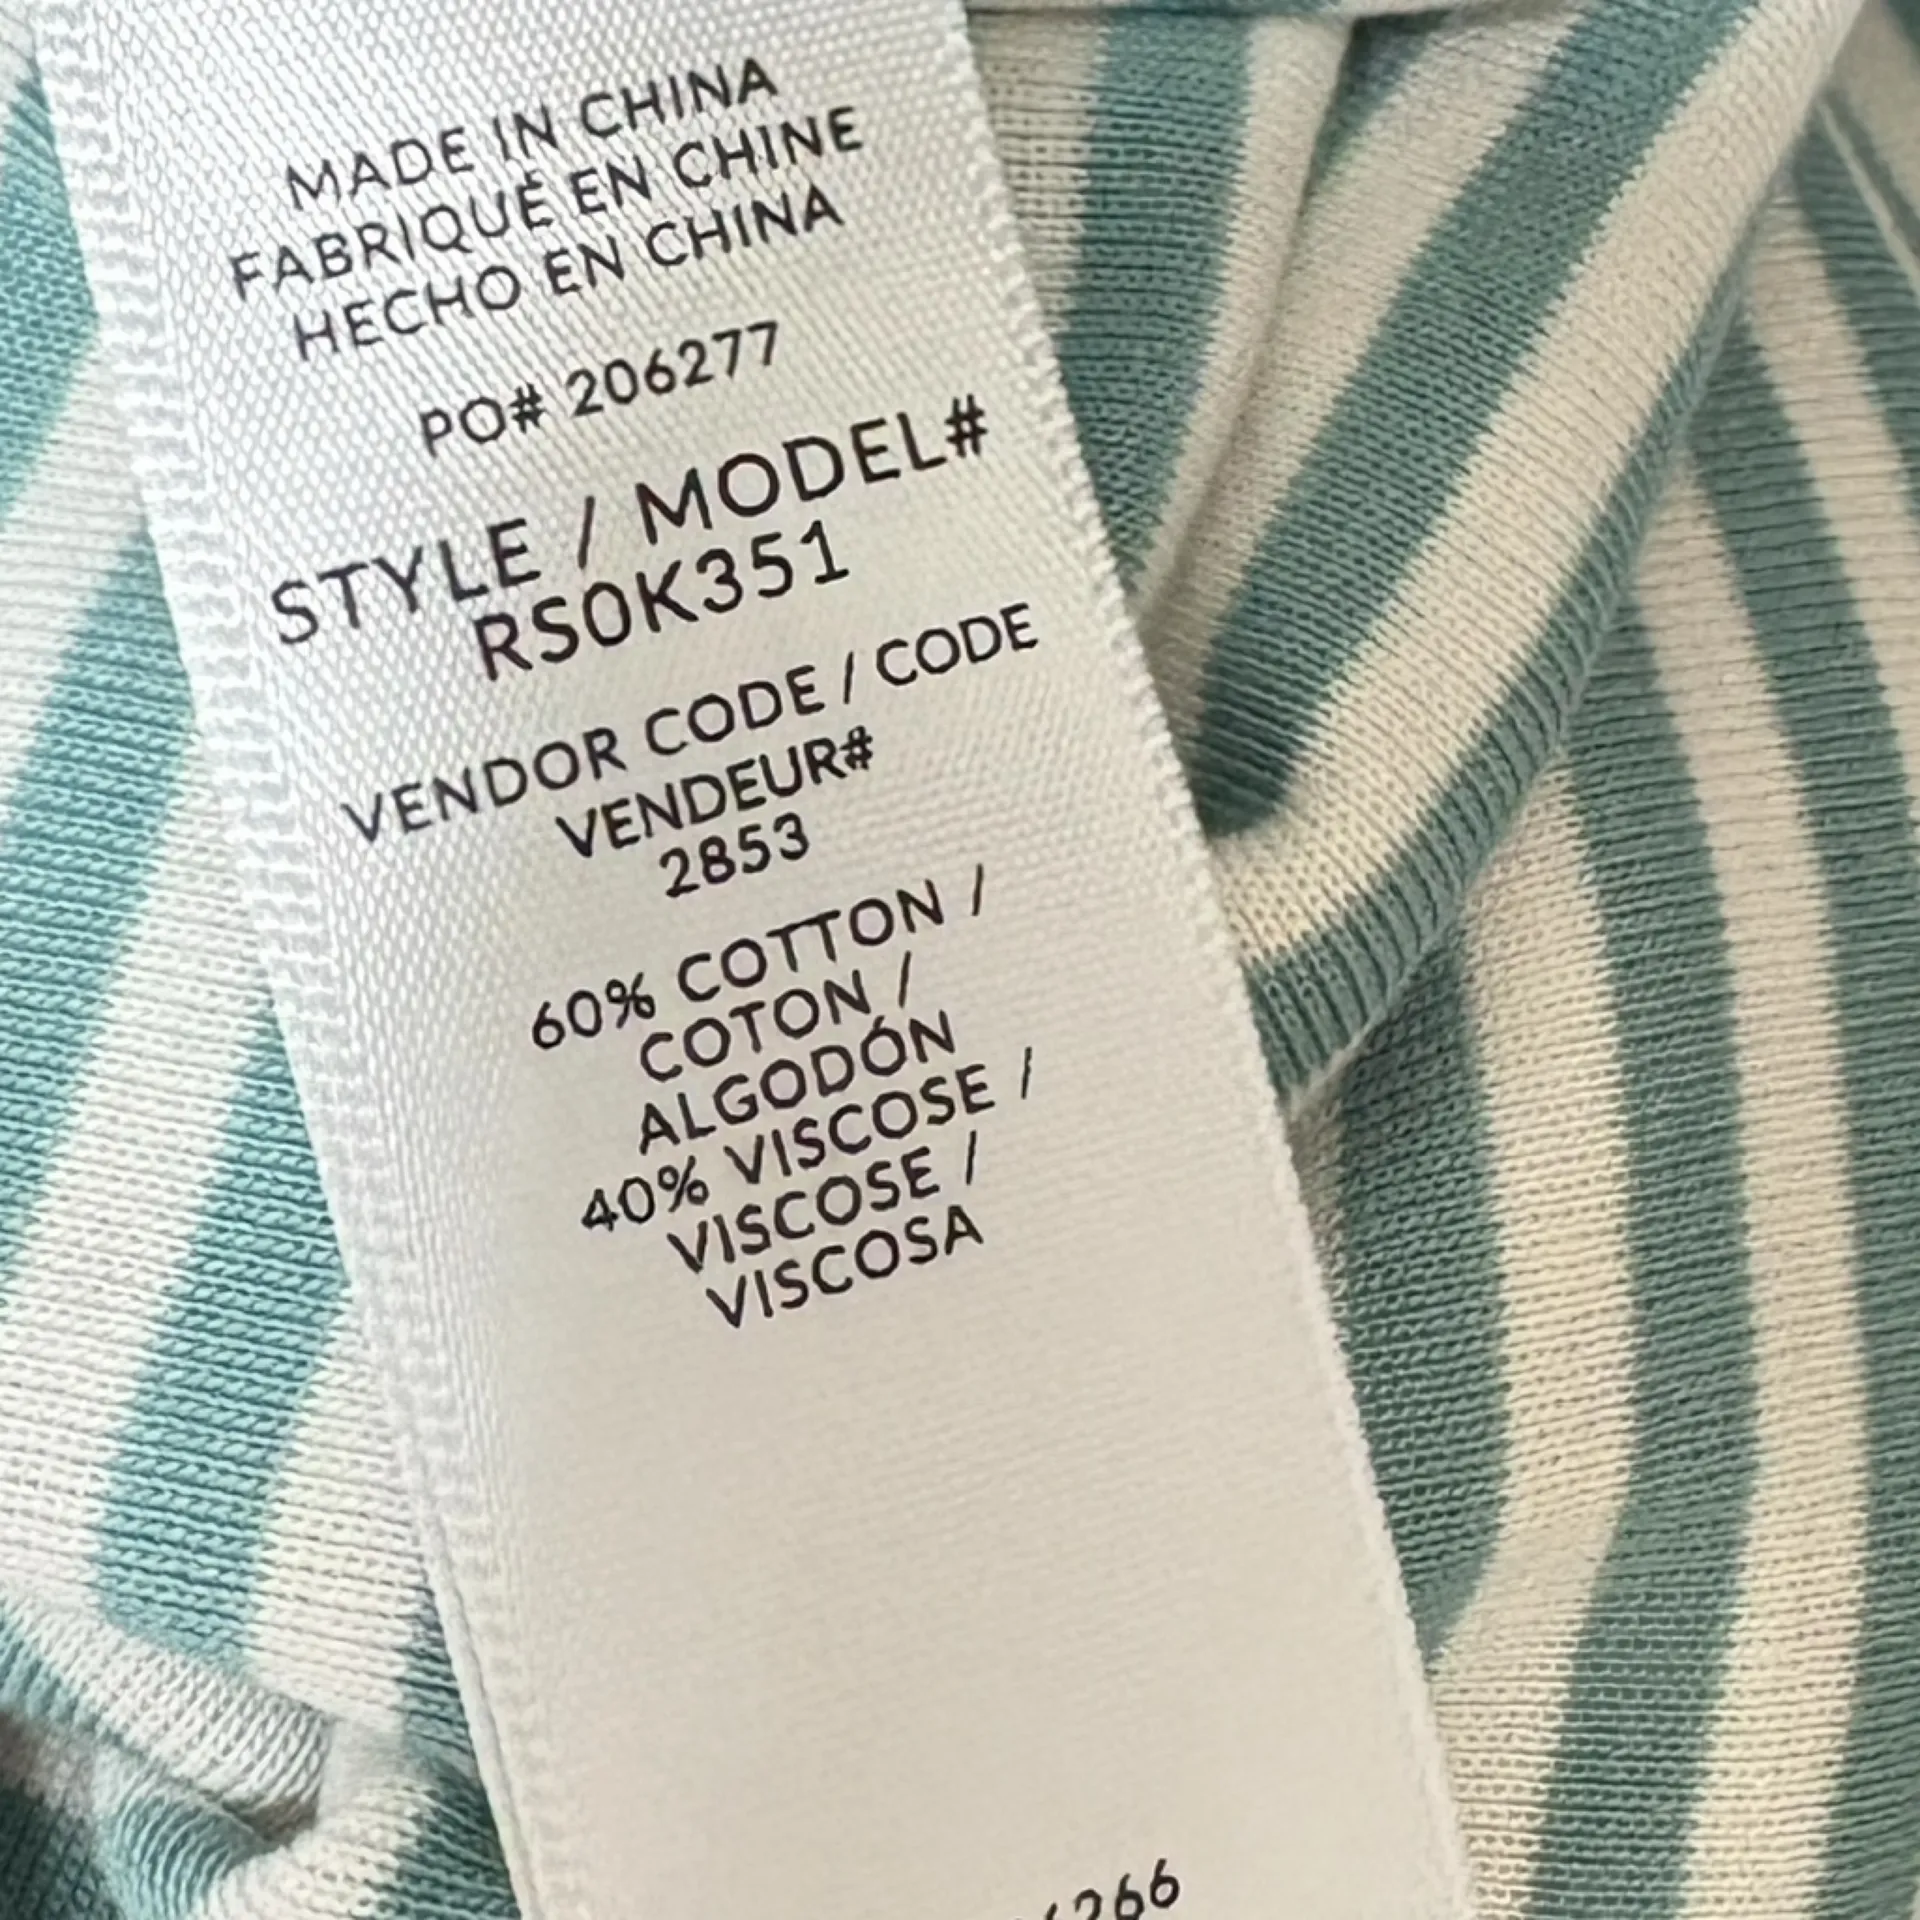 MADE IN CHINA
FABRIQUÉ EN CHINE
HECHO EN CHINA
PO# 206277
STYLE / MODEL#
RS0K351
VENDOR CODE / CODE
VENDEUR#
2853
60% COTTON /
COTON /
ALGODÓN
40% VISCOSE /
VISCOSE /
VISCOSA